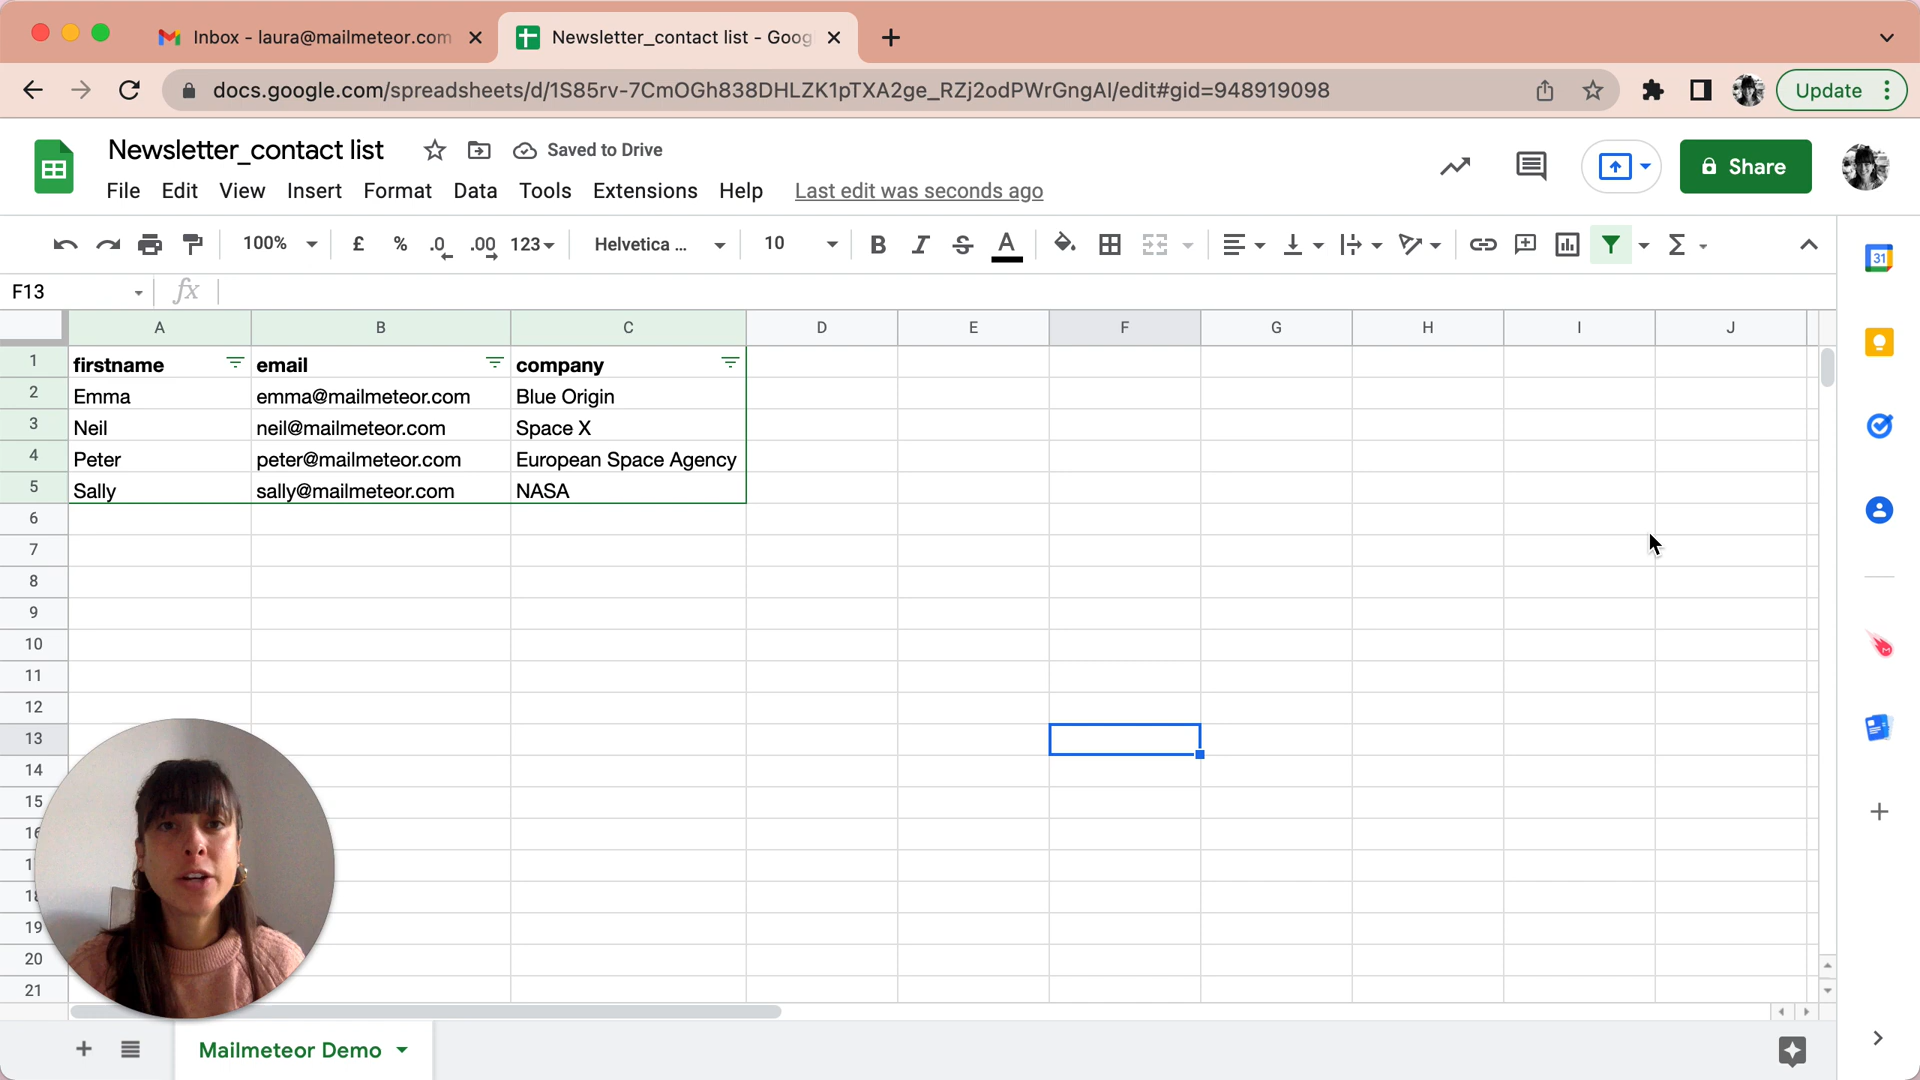 Inbox - laura@mailmeteor.com
Newsletter_contact list - Goog
docs.google.com/spreadsheets/d/1S85rv-7CmOGh838DHLZK1pTXA2ge_RZj2odPWrGngAI/edit#gid=948919098
Update
Newsletter_contact list
Saved to Drive
Share
File Edit View Insert Format Data Tools Extensions Help Last edit was seconds ago
100% £ % .0 .00 123 Helvetica ... 10 B I S A Σ
31
F13 fx
A B C D E F G H I J
1 firstname email company
2 Emma emma@mailmeteor.com Blue Origin
3 Neil neil@mailmeteor.com Space X
4 Peter peter@mailmeteor.com European Space Agency
5 Sally sally@mailmeteor.com NASA
6
7
8
9
10
11
12
13
14
15
16
1
18
19
20
21
Mailmeteor Demo